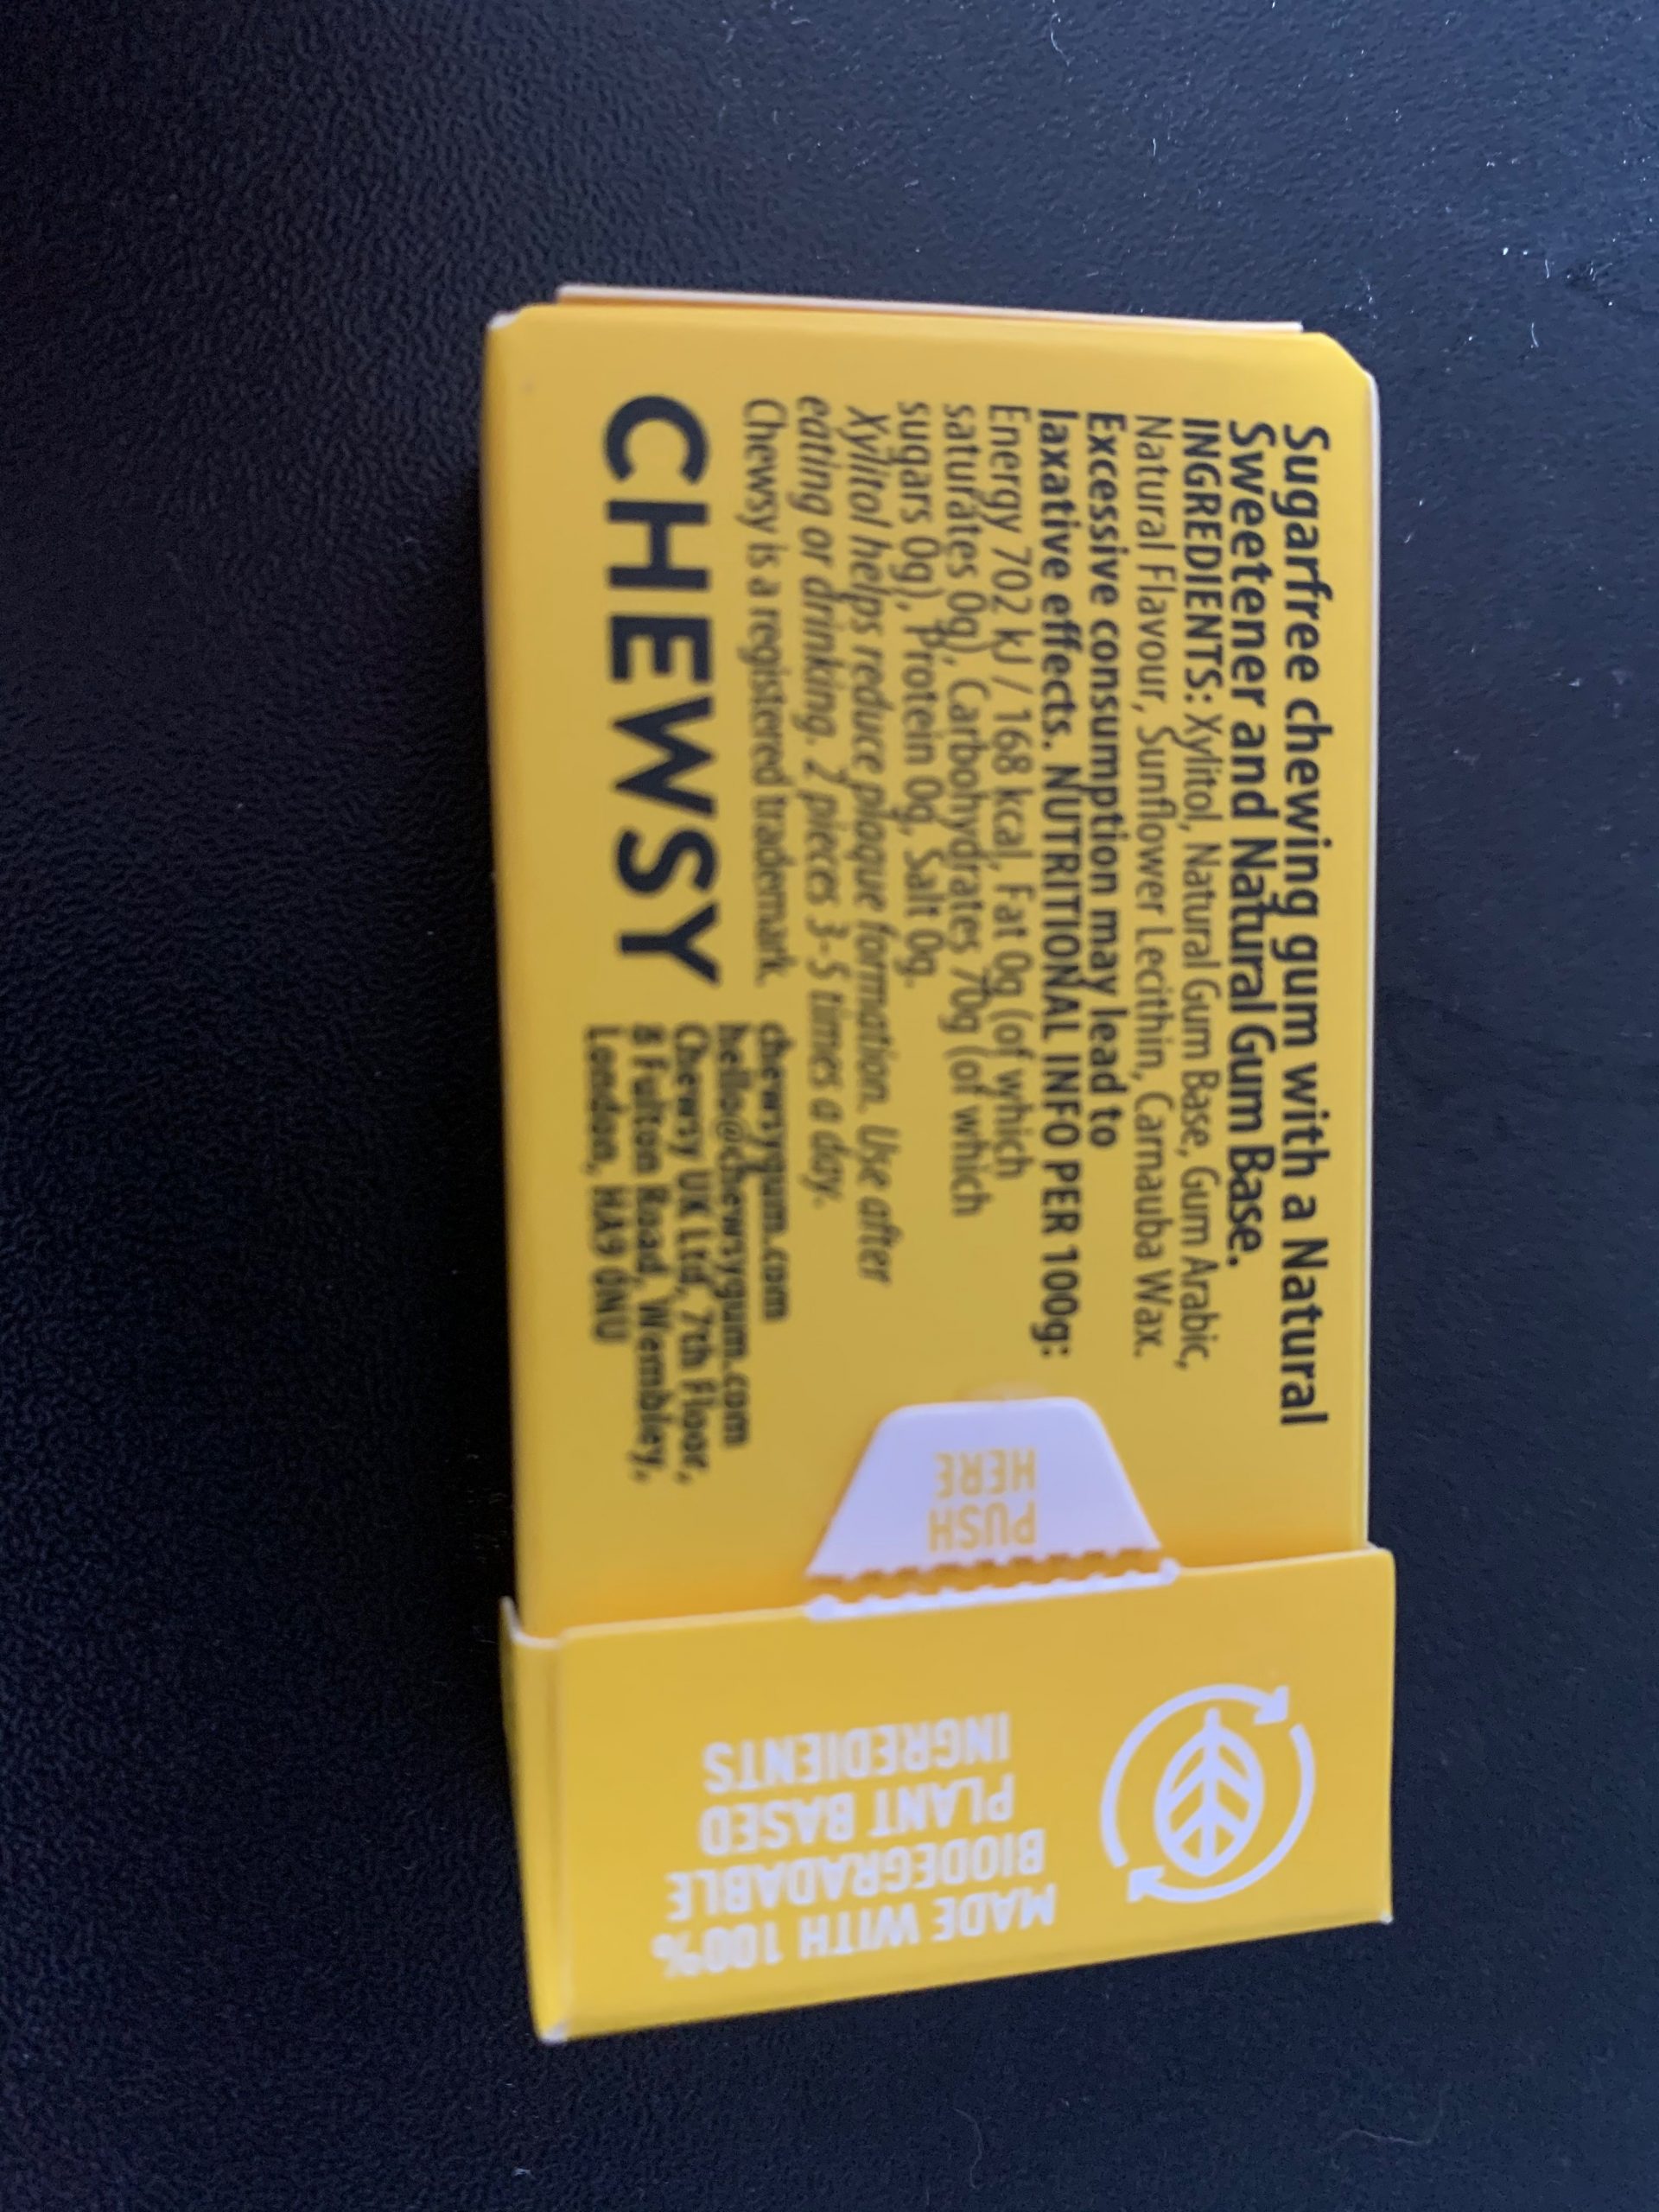 Sugarfree chewing gum with a Natural
Sweetener and Natural Gum Base.
INGREDIENTS: Xylitol, Natural Gum Base, Gum Arabic,
Natural Flavour, Sunflower Lecithin, Carnauba Wax.
Excessive consumption may lead to
laxative effects. NUTRITIONAL INFO PER 100g:
Energy 702 kJ / 168 kcal, Fat 0g (of which
saturates 0g), Carbohydrates 70g (of which
sugars 0g), Protein 0g, Salt 0g.
Xylitol helps reduce plaque formation. Use after
eating or drinking. 2 pieces 3-5 times a day.
Chewsy is a registered trademark.
CHEWSY
chewsygum.com
hello@chewsygum.com
Chewsy UK Ltd, 7th Floor,
8 Fulton Road, Wembley,
London, HA9 0NU
PUSH
HERE
MADE WITH 100%
BIODEGRADABLE
PLANT BASED
INGREDIENTS